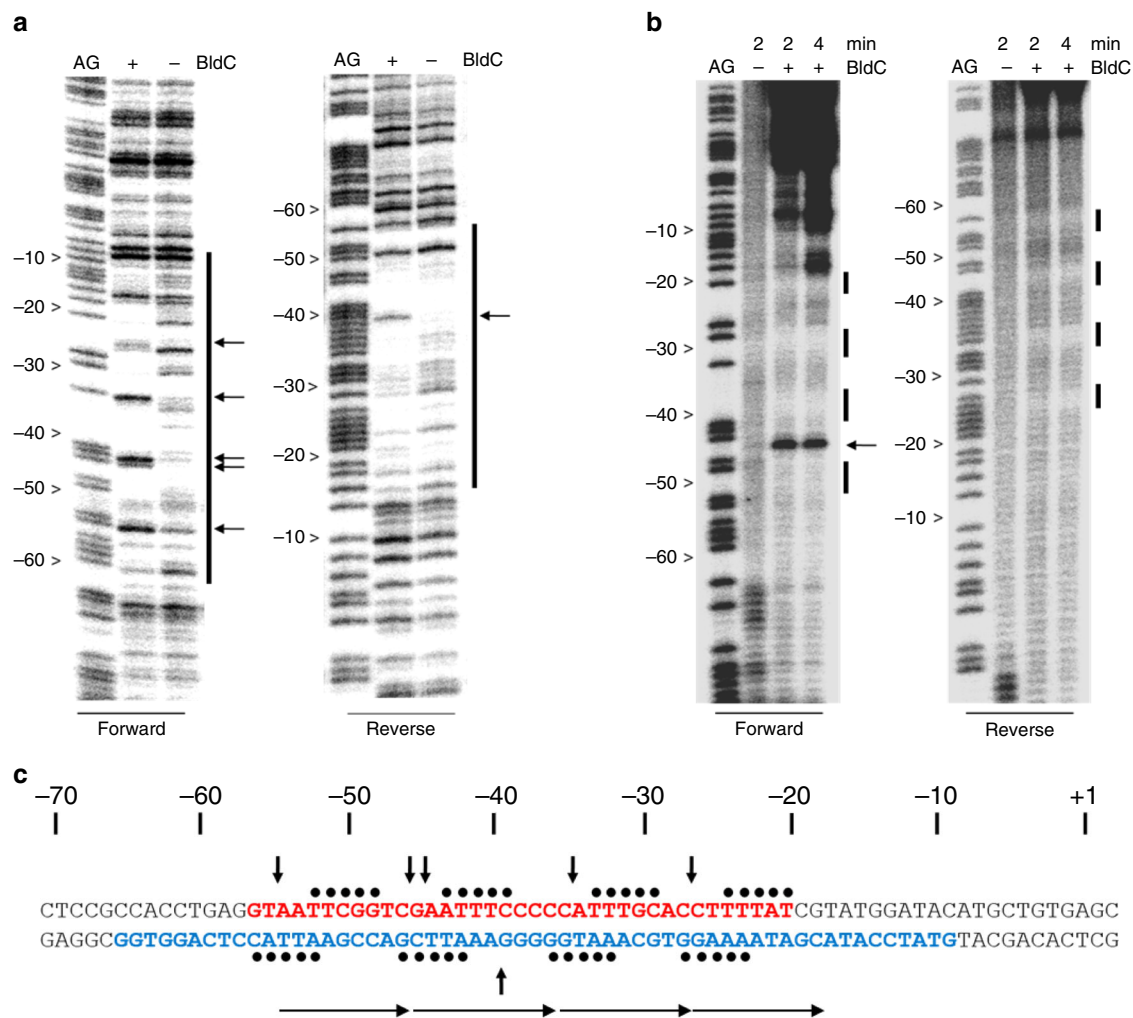 a
AG + – BldC
–10 >
–20 >
–30 >
–40 >
–50 >
–60 >
Forward
AG + – BldC
–60 >
–50 >
–40 >
–30 >
–20 >
–10 >
Reverse
b
2 2 4 min
AG – + + BldC
–10 >
–20 >
–30 >
–40 >
–50 >
–60 >
Forward
2 2 4 min
AG – + + BldC
–60 >
–50 >
–40 >
–30 >
–20 >
–10 >
Reverse
c
–70 –60 –50 –40 –30 –20 –10 +1
CTCCGCCACCTGAGGTAATTCGGTCGAATTTCCCCCATTTGCACCTTTTATCGTATGGATACATGCTGTGAGC
GAGGCGGTGGACTCCATTAAGCCAGCTTAAAGGGGGTAAACGTGGAAAATAGCATACCTATGTACGACACTCG